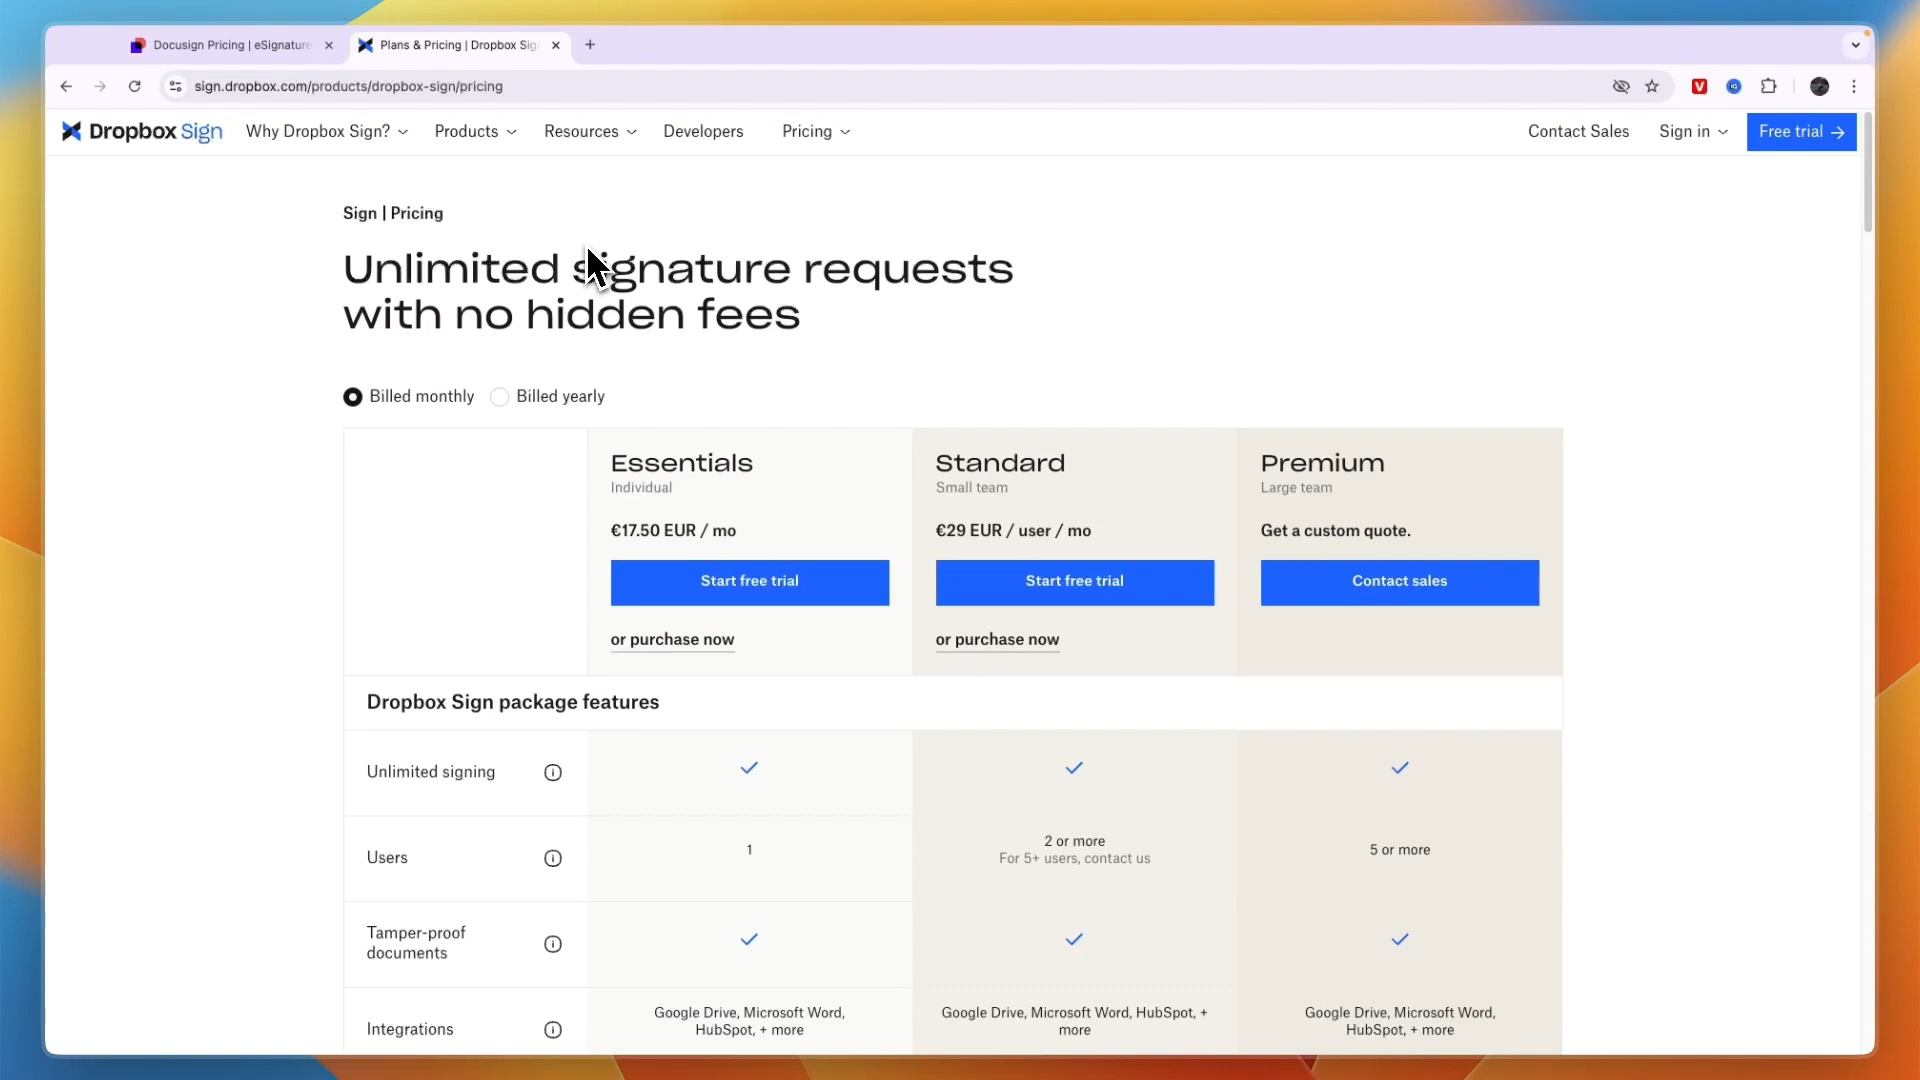 Docusign Pricing | eSignature
Plans & Pricing | Dropbox Sig
sign.dropbox.com/products/dropbox-sign/pricing
Dropbox Sign
Why Dropbox Sign?
Products
Resources
Developers
Pricing
Contact Sales
Sign in
Free trial →
Sign | Pricing
Unlimited signature requests
with no hidden fees
Billed monthly
Billed yearly
Essentials
Individual
€17.50 EUR / mo
Start free trial
or purchase now
Standard
Small team
€29 EUR / user / mo
Start free trial
or purchase now
Premium
Large team
Get a custom quote.
Contact sales
Dropbox Sign package features
Unlimited signing
Users
1
2 or more
For 5+ users, contact us
5 or more
Tamper-proof
documents
Integrations
Google Drive, Microsoft Word,
HubSpot, + more
Google Drive, Microsoft Word, HubSpot, +
more
Google Drive, Microsoft Word,
HubSpot, + more